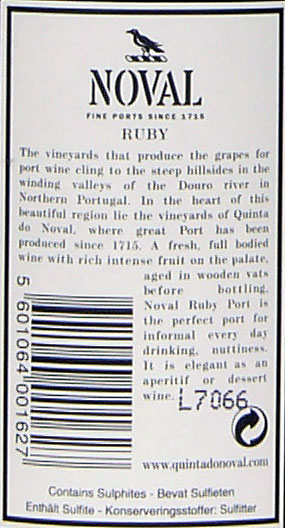 NOVAL
FINE PORTS SINCE 1715
RUBY
The vineyards that produce the grapes for
port wine cling to the steep hillsides in the
winding valleys of the Douro river in
Northern Portugal. In the heart of this
beautiful region lie the vineyards of Quinta
do Noval, where great Port has been
produced since 1715. A fresh, full bodied
wine with rich intense fruit on the palate,
aged in wooden vats
before bottling.
Noval Ruby Port is
the perfect port for
informal every day
drinking, nuttiness.
It is elegant as an
aperitif or dessert
wine.
L7066
5 601064 001627
www.quintadonoval.com
Contains Sulphites - Bevat Sulfieten
Enthält Sulfite - Konserveringsstoffer: Sulfitter